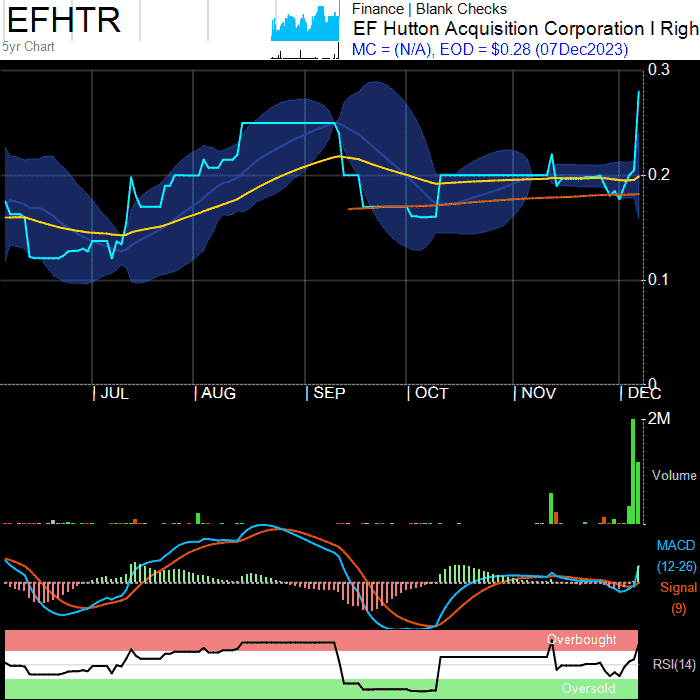 EFHTR
5yr Chart
Finance | Blank Checks
EF Hutton Acquisition Corporation I Righ
MC = (N/A), EOD = $0.28 (07Dec2023)
0.3
0.2
0.1
0
JUL AUG SEP OCT NOV DEC
2M
Volume
MACD
(12-26)
Signal
(9)
Overbought
RSI(14)
Oversold